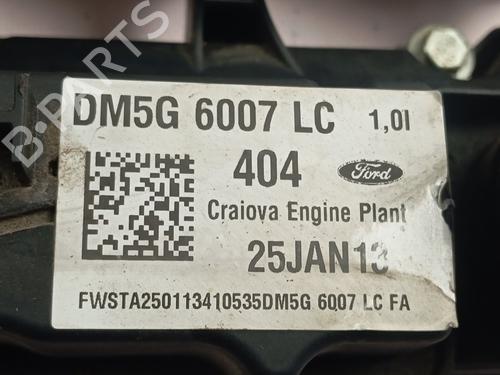 DM5G 6007 LC 1,0l
404 Ford
Craiova Engine Plant
25JAN13
FWSTA250113410535DM5G 6007 LC FA
B-PARTS